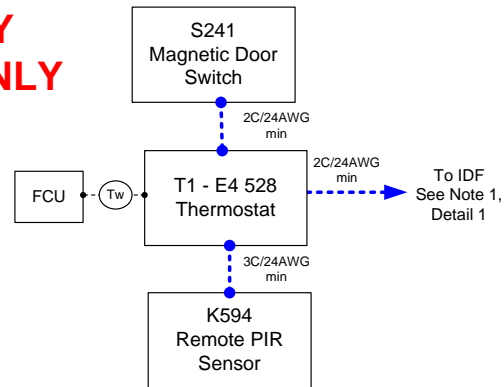 NLY
S241
Magnetic Door
Switch
2C/24AWG
min
FCU
Tw
T1 - E4 528
Thermostat
2C/24AWG
min
To IDF
See Note 1,
Detail 1
3C/24AWG
min
K594
Remote PIR
Sensor